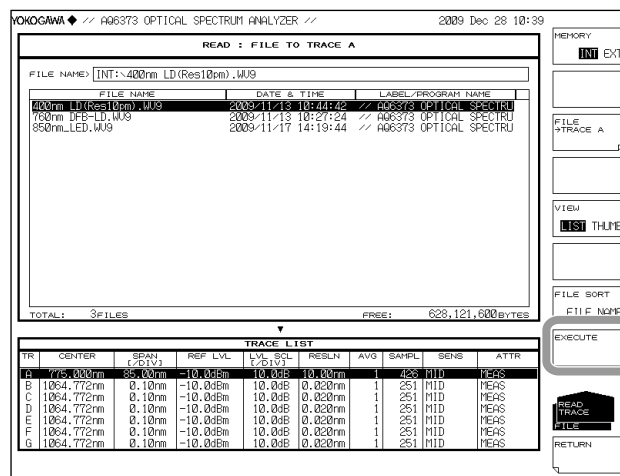 YOKOGAWA ◆ // AQ6373 OPTICAL SPECTRUM ANALYZER // 2009 Dec 28 10:39
READ : FILE TO TRACE A
FILE NAME> INT:\400nm LD(Res10pm).WU9
FILE NAME DATE & TIME LABEL/PROGRAM NAME
400nm LD(Res10pm).WU9 2009/11/13 10:44:42 // AQ6373 OPTICAL SPECTRU
760nm DFB-LD.WU9 2009/11/13 10:27:24 // AQ6373 OPTICAL SPECTRU
850nm_LED.WU9 2009/11/17 14:19:44 // AQ6373 OPTICAL SPECTRU
TOTAL: 3FILES FREE: 628,121,600BYTES
▼
TRACE LIST
TR CENTER SPAN [/DIV] REF LVL LVL SCL [/DIV] RESLN AVG SAMPL SENS ATTR
A 775.000nm 85.00nm -10.0dBm 10.0dB 10.00nm 1 426 MID MEAS
B 1064.772nm 0.10nm -10.0dBm 10.0dB 0.020nm 1 251 MID MEAS
C 1064.772nm 0.10nm -10.0dBm 10.0dB 0.020nm 1 251 MID MEAS
D 1064.772nm 0.10nm -10.0dBm 10.0dB 0.020nm 1 251 MID MEAS
E 1064.772nm 0.10nm -10.0dBm 10.0dB 0.020nm 1 251 MID MEAS
F 1064.772nm 0.10nm -10.0dBm 10.0dB 0.020nm 1 251 MID MEAS
G 1064.772nm 0.10nm -10.0dBm 10.0dB 0.020nm 1 251 MID MEAS
MEMORY
INT EXT
FILE
→TRACE A
VIEW
LIST THUMB
FILE SORT
FILE NAME
EXECUTE
READ
TRACE
FILE
RETURN